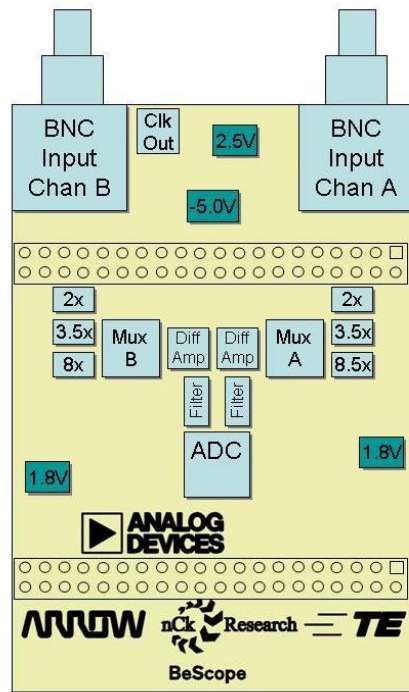 BNC
Input
Chan B
Clk
Out
2.5V
BNC
Input
Chan A
-5.0V
2x
3.5x
8x
Mux
B
Diff
Amp
Diff
Amp
Mux
A
2x
3.5x
8.5x
Filter
Filter
ADC
1.8V
1.8V
ANALOG
DEVICES
ARROW
nCk Research
TE
BeScope